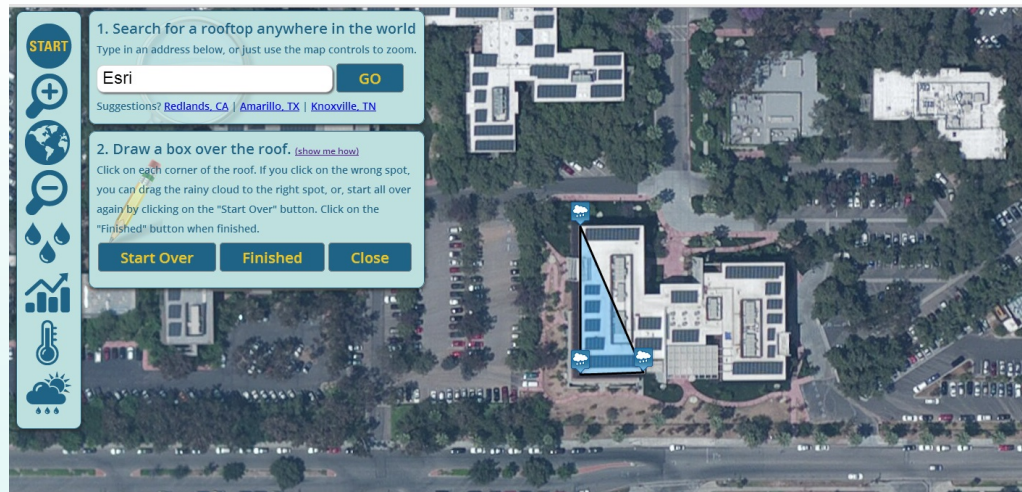 START
1. Search for a rooftop anywhere in the world
Type in an address below, or just use the map controls to zoom.
Esri
GO
Suggestions? Redlands, CA | Amarillo, TX | Knoxville, TN
2. Draw a box over the roof. (show me how)
Click on each corner of the roof. If you click on the wrong spot,
you can drag the rainy cloud to the right spot, or, start all over
again by clicking on the "Start Over" button. Click on the
"Finished" button when finished.
Start Over
Finished
Close